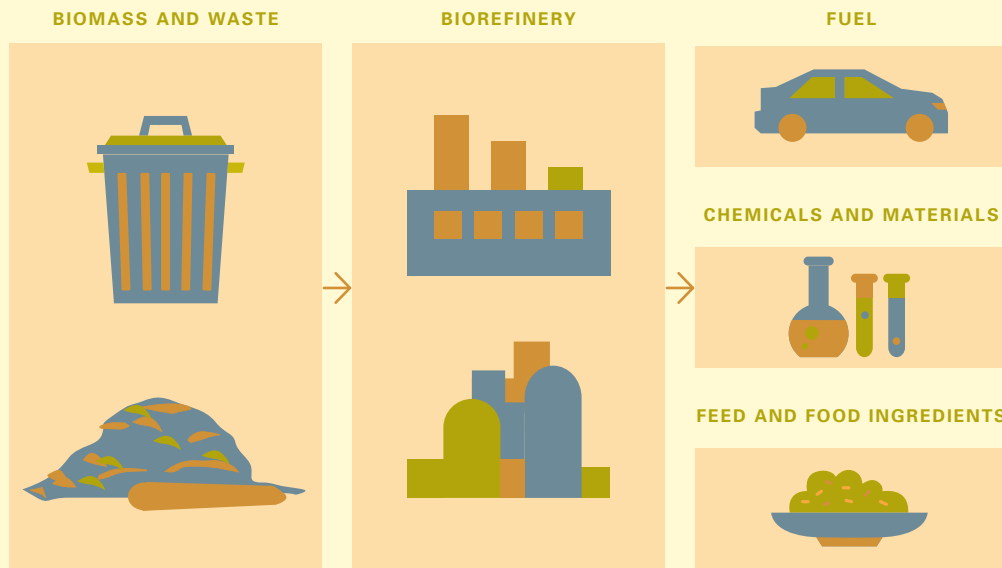 BIOMASS AND WASTE
BIOREFINERY
FUEL
CHEMICALS AND MATERIALS
FEED AND FOOD INGREDIENTS